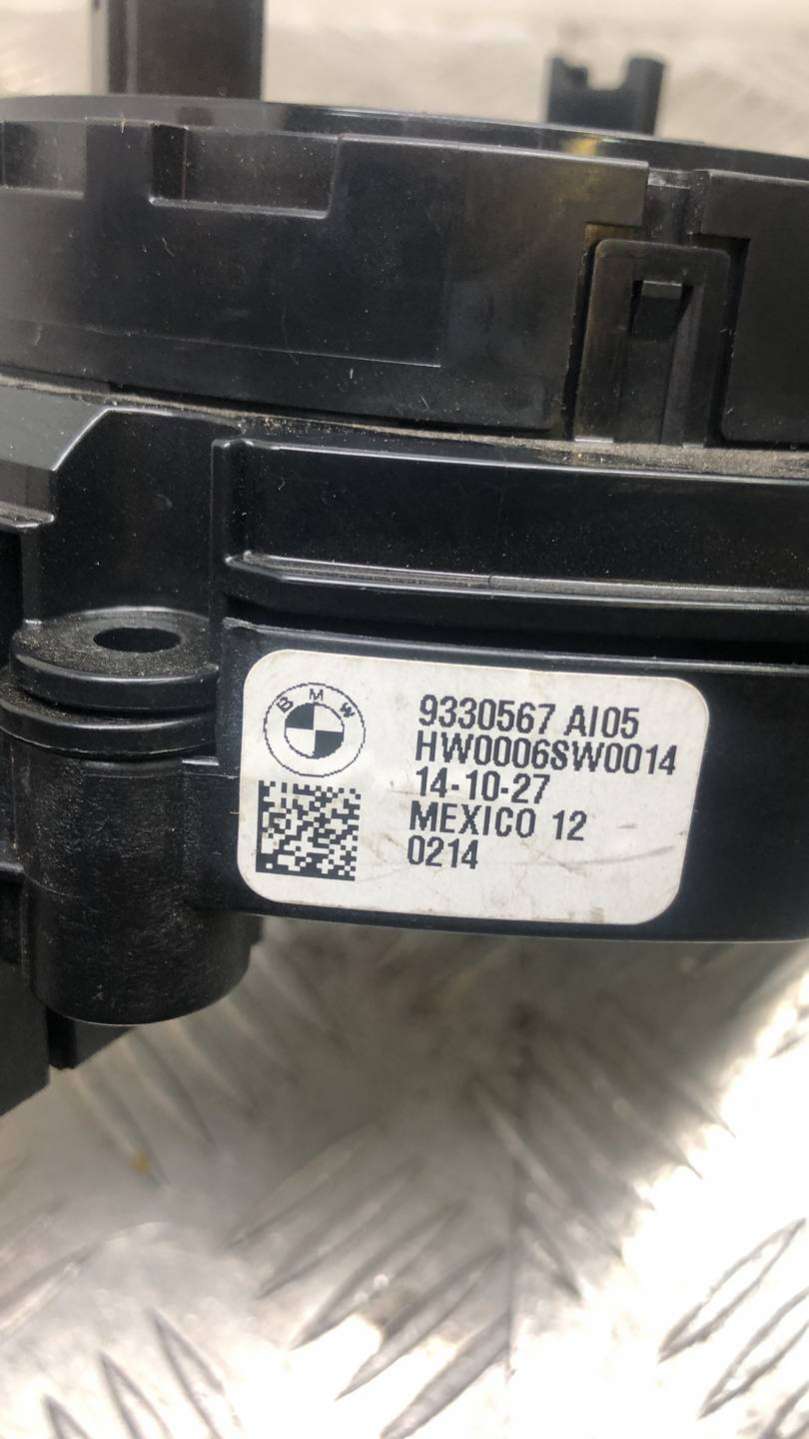 BMW
9330567 AI05
HW0006SW0014
14-10-27
MEXICO 12
0214